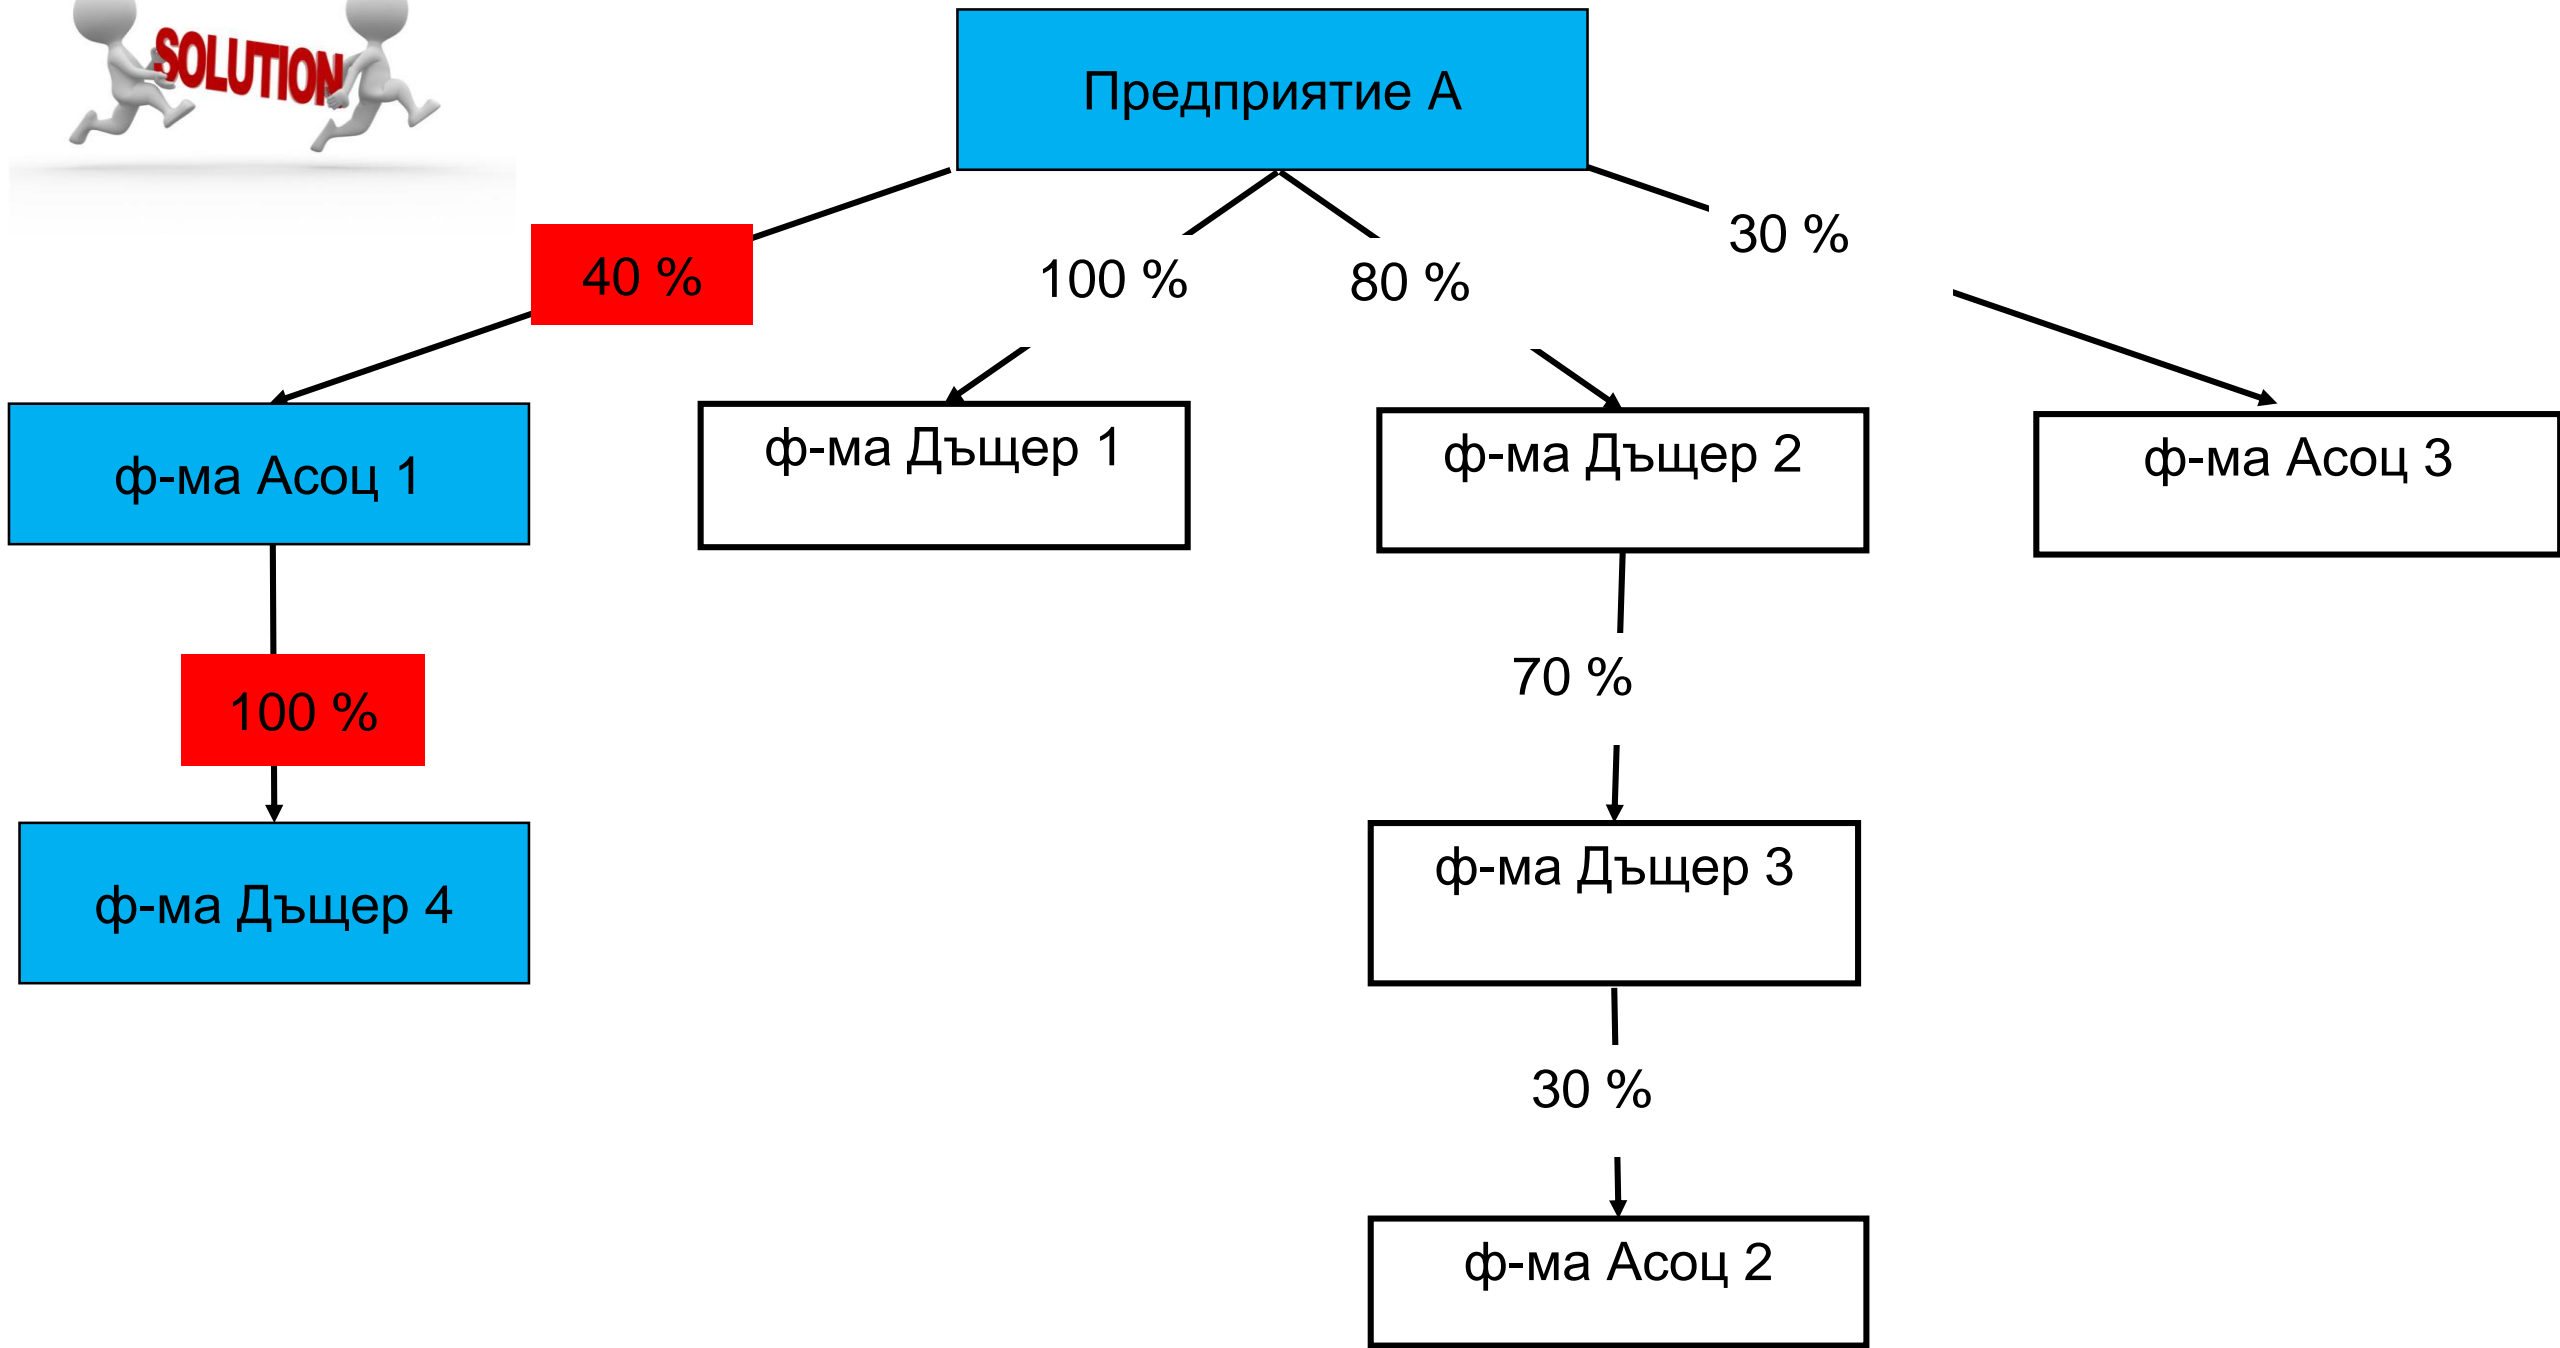 SOLUTION
Предприятие А
30 %
40 %
100 %
80 %
ф-ма Асоц 1
ф-ма Дъщер 1
ф-ма Дъщер 2
ф-ма Асоц 3
100 %
70 %
ф-ма Дъщер 4
ф-ма Дъщер 3
30 %
ф-ма Асоц 2